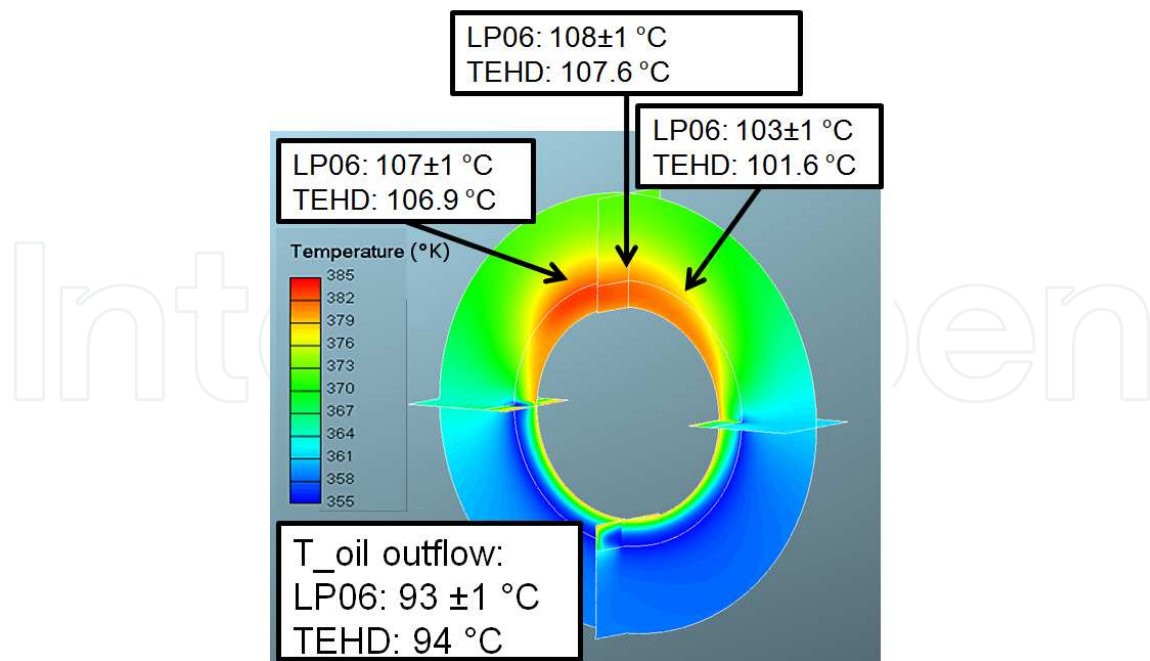 LP06: 108±1 °C
TEHD: 107.6 °C
LP06: 103±1 °C
TEHD: 101.6 °C
LP06: 107±1 °C
TEHD: 106.9 °C
Temperature (°K)
385
382
379
376
373
370
367
364
361
358
355
T_oil outflow:
LP06: 93 ±1 °C
TEHD: 94 °C